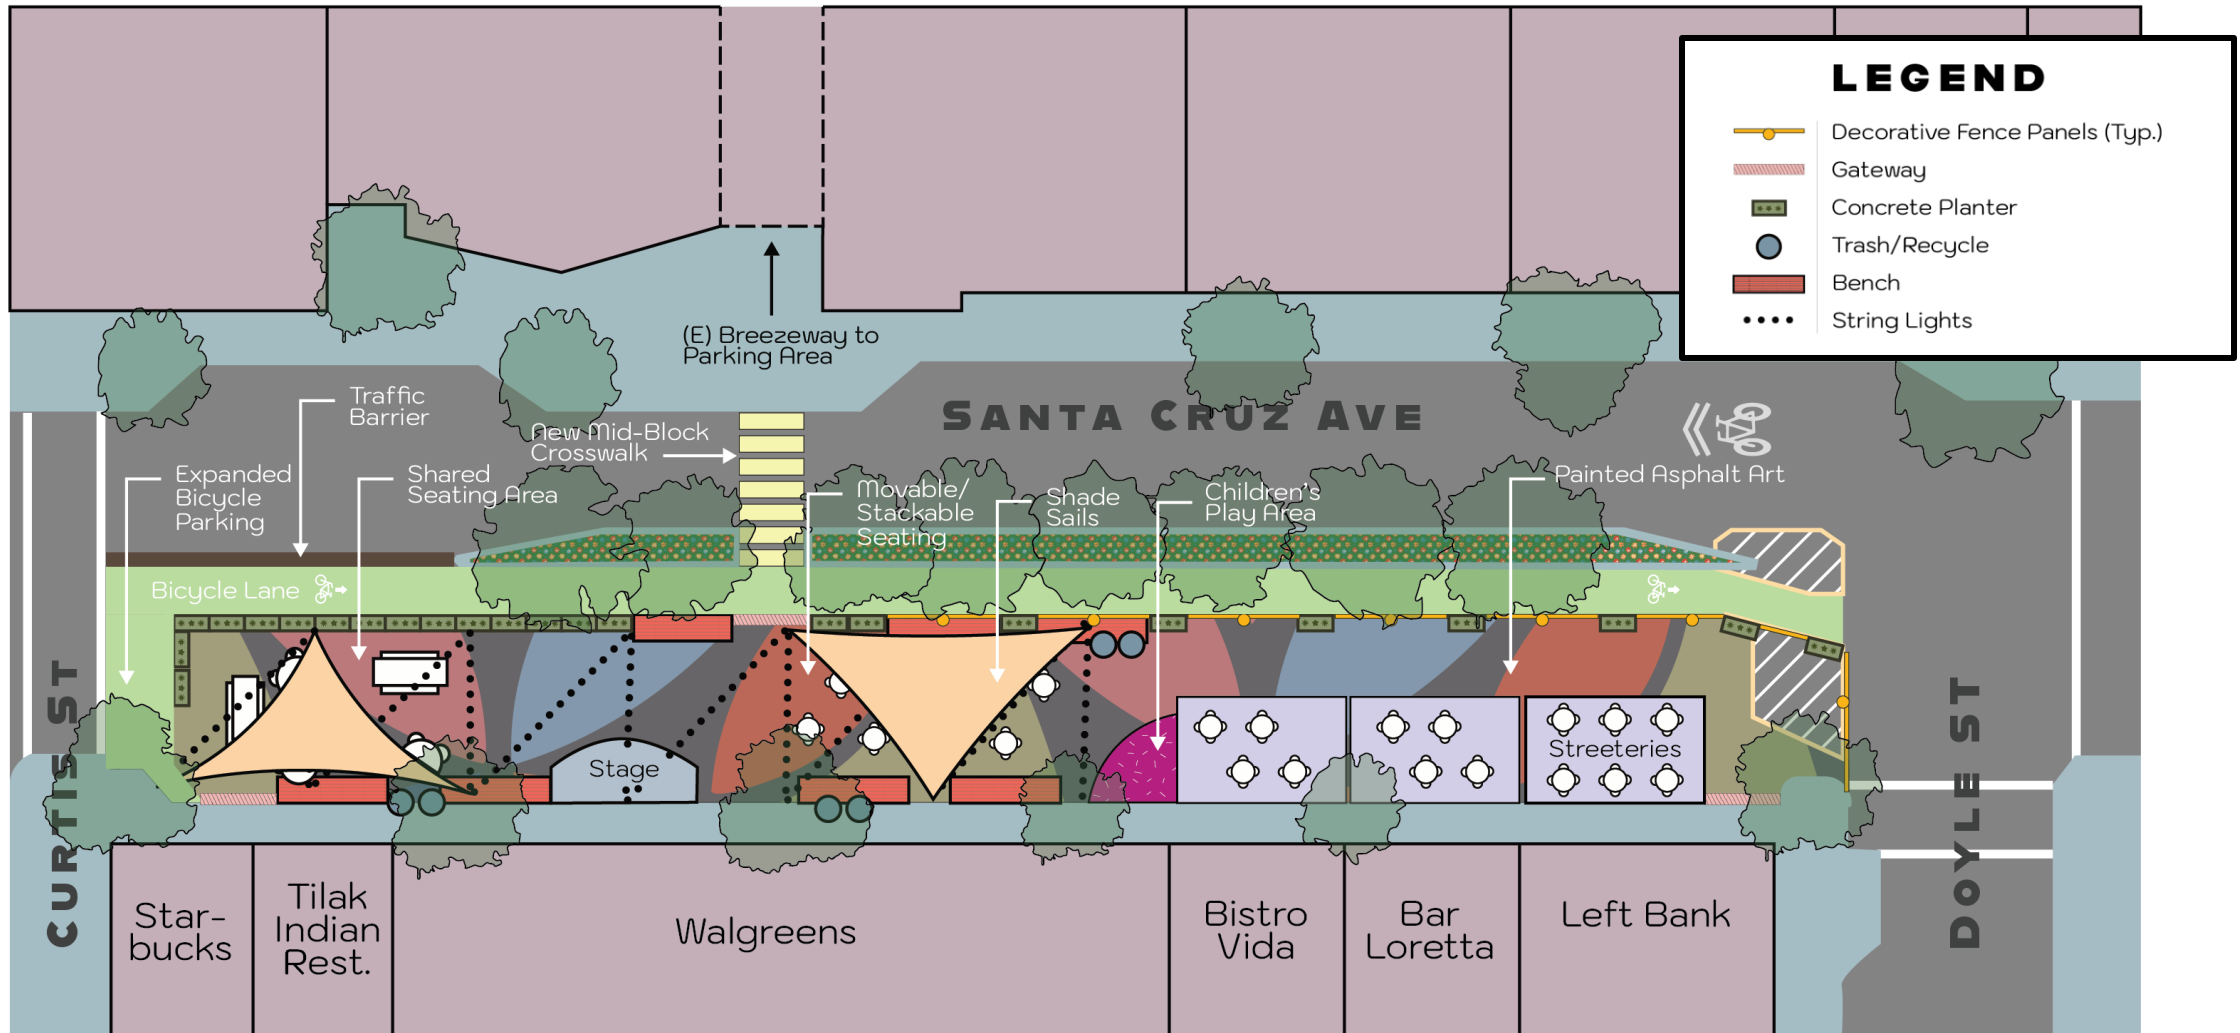 LEGEND
Decorative Fence Panels (Typ.)
Gateway
Concrete Planter
Trash/Recycle
Bench
String Lights
(E) Breezeway to
Parking Area
Traffic
Barrier
SANTA CRUZ AVE
New Mid-Block
Crosswalk
Expanded
Bicycle
Parking
Shared
Seating Area
Movable/
Stackable
Seating
Shade
Sails
Children's
Play Area
Painted Asphalt Art
Bicycle Lane
Stage
Streeteries
CURTIS ST
DOYLE ST
Star-
bucks
Tilak
Indian
Rest.
Walgreens
Bistro
Vida
Bar
Loretta
Left Bank